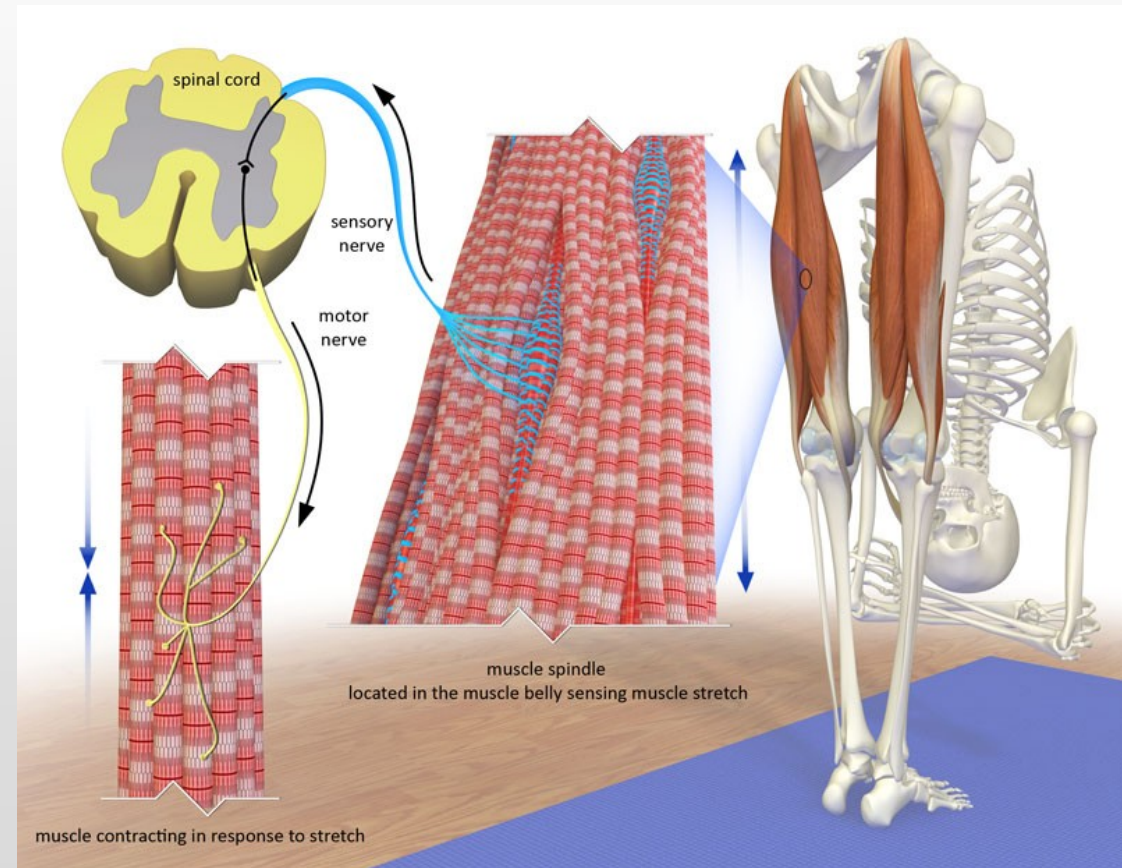 spinal cord
sensory
nerve
motor
nerve
muscle spindle
located in the muscle belly sensing muscle stretch
muscle contracting in response to stretch